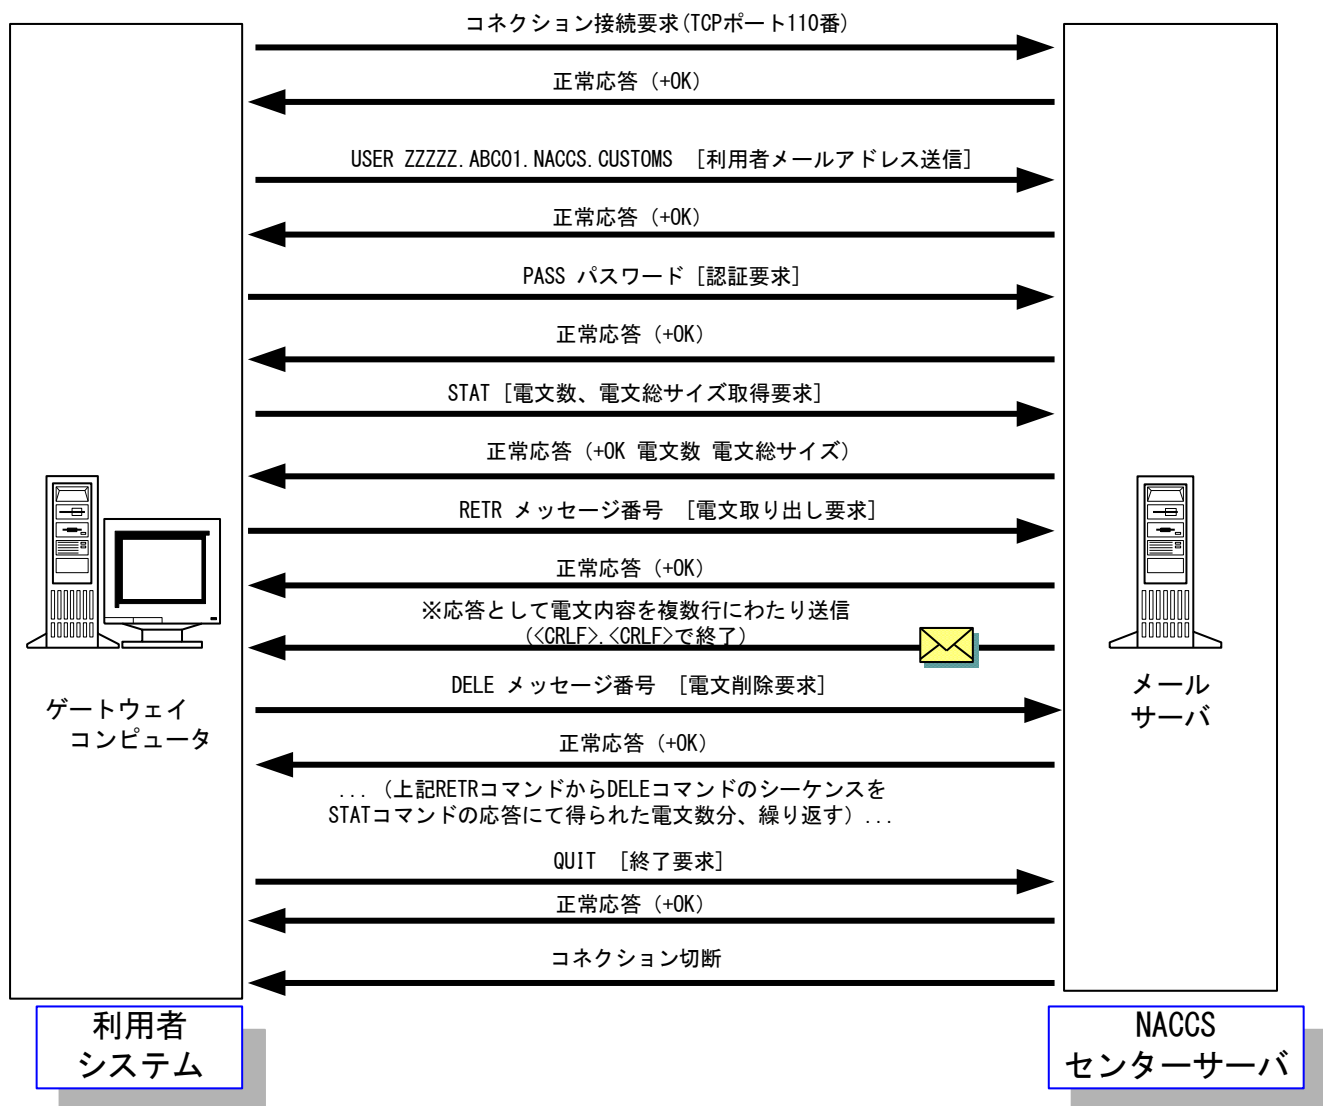 コネクション接続要求(TCPポート110番)
正常応答 (+OK)
USER ZZZZZ.ABC01.NACCS.CUSTOMS [利用者メールアドレス送信]
正常応答 (+OK)
PASS パスワード [認証要求]
正常応答 (+OK)
STAT [電文数、電文総サイズ取得要求]
正常応答 (+OK 電文数 電文総サイズ)
RETR メッセージ番号 [電文取り出し要求]
正常応答 (+OK)
※応答として電文内容を複数行にわたり送信
(<CRLF>.<CRLF>で終了)
DELE メッセージ番号 [電文削除要求]
正常応答 (+OK)
... (上記RETRコマンドからDELEコマンドのシーケンスを
STATコマンドの応答にて得られた電文数分、繰り返す) ...
QUIT [終了要求]
正常応答 (+OK)
コネクション切断
ゲートウェイ
コンピュータ
メール
サーバ
利用者
システム
NACCS
センターサーバ